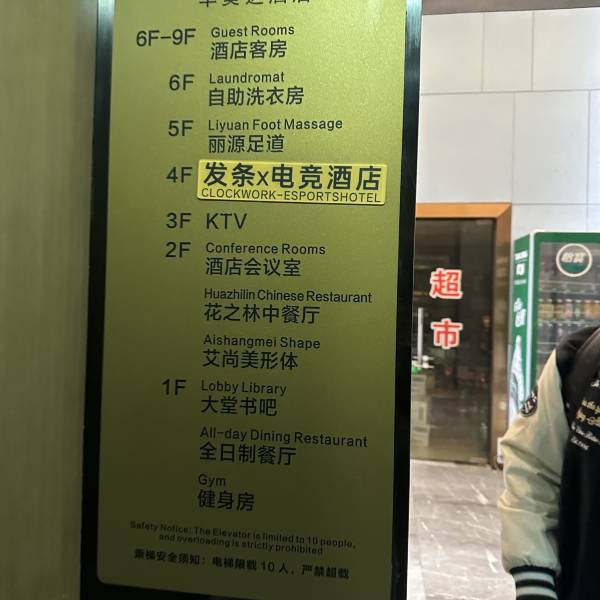 6F-9F Guest Rooms
酒店客房
6F Laundromat
自助洗衣房
5F Liyuan Foot Massage
丽源足道
4F 发条x电竞酒店
CLOCKWORK-ESPORTSHOTEL
3F KTV
2F Conference Rooms
酒店会议室
Huazhilin Chinese Restaurant
花之林中餐厅
Aishangmei Shape
艾尚美形体
1F Lobby Library
大堂书吧
All-day Dining Restaurant
全日制餐厅
Gym
健身房
Safety Notice: The Elevator is limited to 10 people,
and overloading is strictly prohibited
乘梯安全须知：电梯限载10人，严禁超载
超
市
怡宝